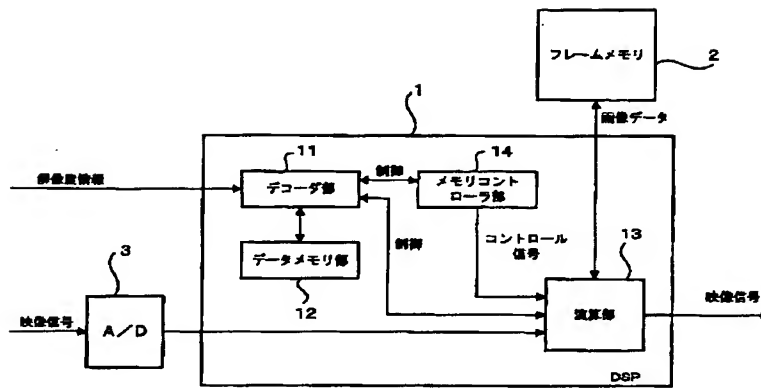 フレームメモリ
2
1
画像データ
11
制御
14
解像度情報
デコーダ部
メモリコント
ローラ部
コントロール
信号
制御
13
データメモリ部
12
3
映像信号
A/D
演算部
映像信号
DSP